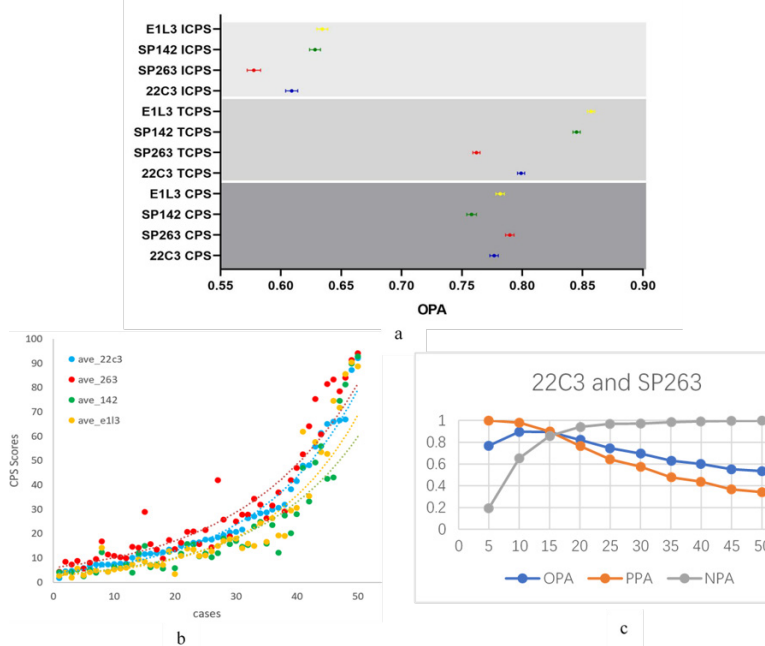 E1L3 ICPS
SP142 ICPS
SP263 ICPS
22C3 ICPS
E1L3 TCPS
SP142 TCPS
SP263 TCPS
22C3 TCPS
E1L3 CPS
SP142 CPS
SP263 CPS
22C3 CPS
0.55 0.60 0.65 0.70 0.75 0.80 0.85 0.90
OPA
a
100
90
80
70
60
50
40
30
20
10
0
CPS Scores
ave_22c3
ave_263
ave_142
ave_e1l3
0 10 20 30 40 50
cases
b
22C3 and SP263
1
0.8
0.6
0.4
0.2
0
0 5 10 15 20 25 30 35 40 45 50
OPA PPA NPA
c